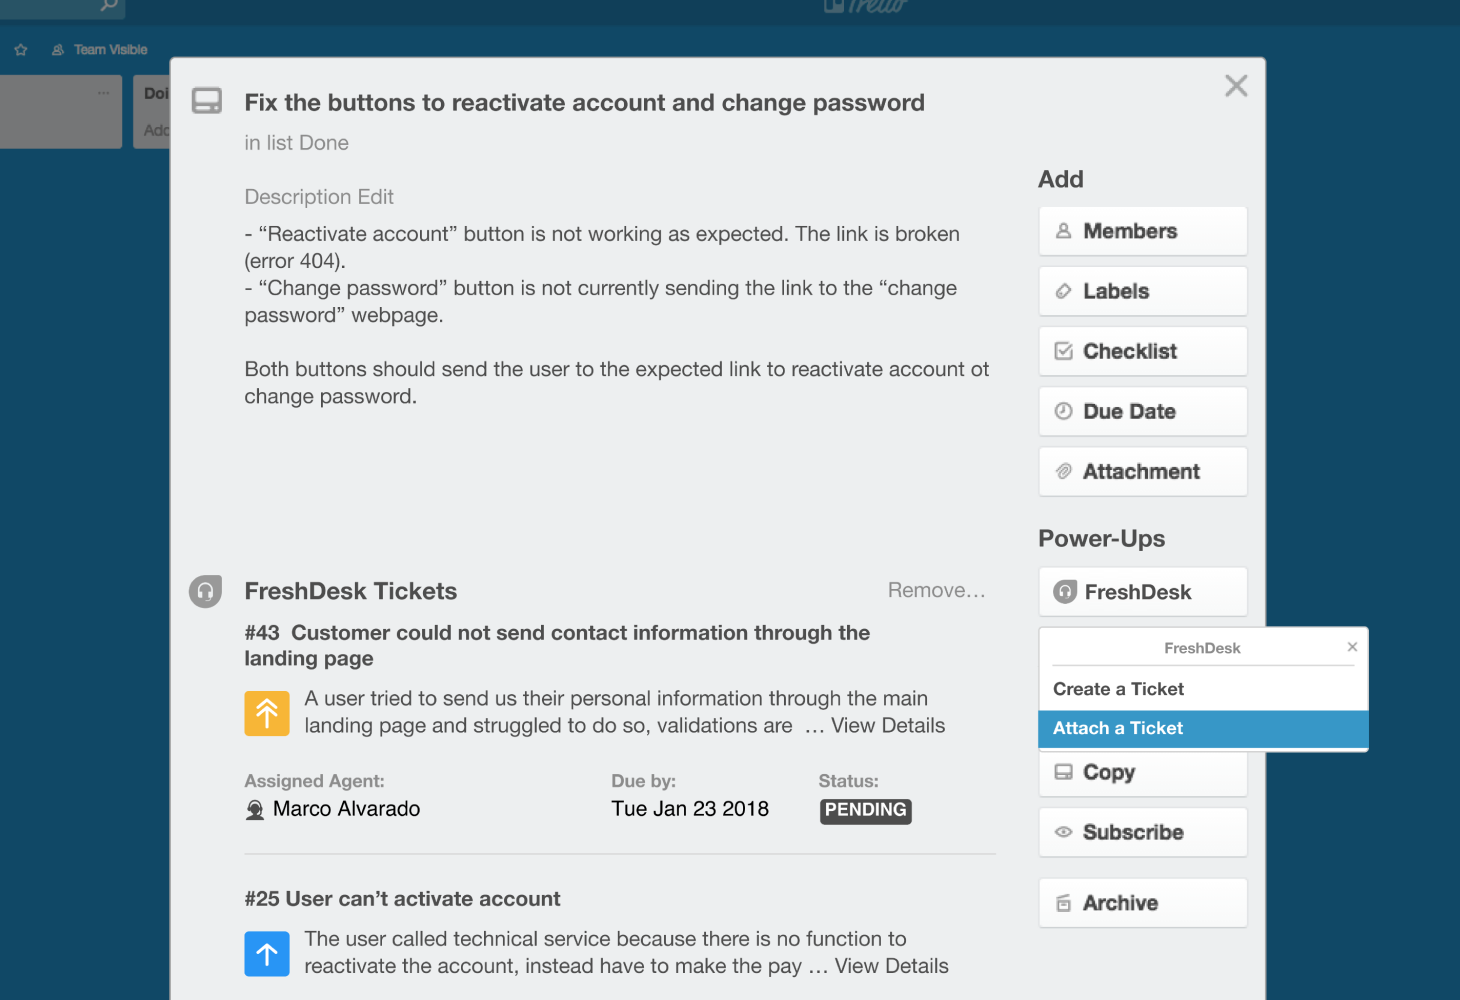 Trello
Team Visible
...
Doi
Add
Fix the buttons to reactivate account and change password
in list Done
Description Edit
- “Reactivate account” button is not working as expected. The link is broken
(error 404).
- “Change password” button is not currently sending the link to the “change
password” webpage.
Both buttons should send the user to the expected link to reactivate account ot
change password.
FreshDesk Tickets
Remove...
#43 Customer could not send contact information through the
landing page
A user tried to send us their personal information through the main
landing page and struggled to do so, validations are ... View Details
Assigned Agent:
Due by:
Status:
Marco Alvarado
Tue Jan 23 2018
PENDING
#25 User can’t activate account
The user called technical service because there is no function to
reactivate the account, instead have to make the pay ... View Details
Add
Members
Labels
Checklist
Due Date
Attachment
Power-Ups
FreshDesk
FreshDesk
Create a Ticket
Attach a Ticket
Copy
Subscribe
Archive